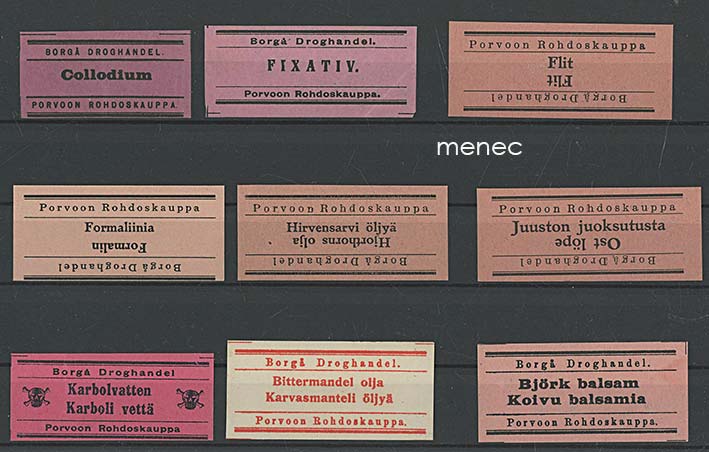 BORGÅ DROGHANDEL.
Collodium
PORVOON ROHDOSKAUPPA.
Borgå Droghandel.
FIXATIV.
Porvoon Rohdoskauppa.
Porvoon Rohdoskauppa
Flit
Flit
Borgå Droghandel
menec
Porvoon Rohdoskauppa
Formaliinia
Formalin
Borgå Droghandel
Porvoon Rohdoskauppa
Hirvensarvi öljyä
Hjorthorns olja
Borgå Droghandel
Porvoon Rohdoskauppa
Juuston juoksutusta
Ost löpe
Borgå Droghandel
Borgå Droghandel
Karbolvatten
Karboli vettä
Porvoon Rohdoskauppa
Borgå Droghandel.
Bittermandel olja
Karvasmanteli öljyä
Porvoon Rohdoskauppa.
Borgå Droghandel.
Björk balsam
Koivu balsamia
Porvoon Rohdoskauppa.